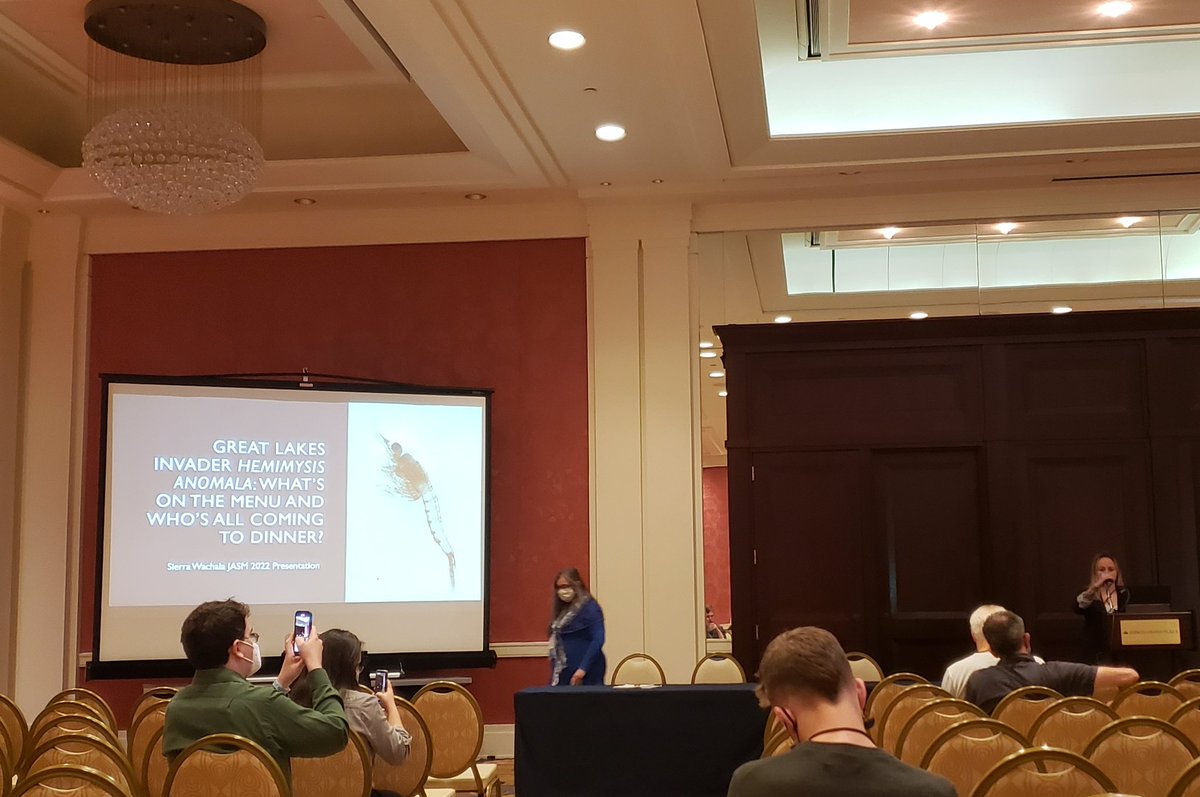 GREAT LAKES
INVADER HEMIMYSIS
ANOMALA: WHAT'S
ON THE MENU AND
WHO'S ALL COMING
TO DINNER?
Sierra Wachala JASM 2022 Presentation